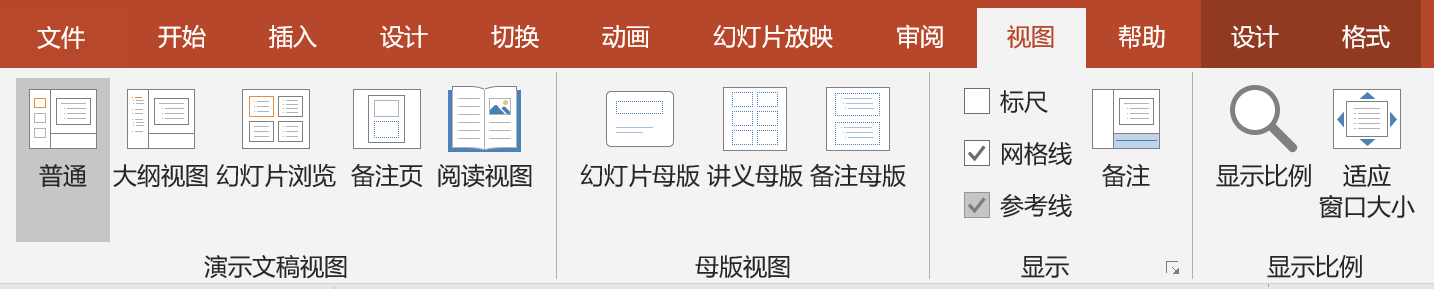 文件 开始 插入 设计 切换 动画 幻灯片放映 审阅 视图 帮助 设计 格式
普通 大纲视图 幻灯片浏览 备注页 阅读视图
演示文稿视图
幻灯片母版 讲义母版 备注母版
母版视图
标尺
网格线
参考线
备注
显示
显示比例 适应
窗口大小
显示比例